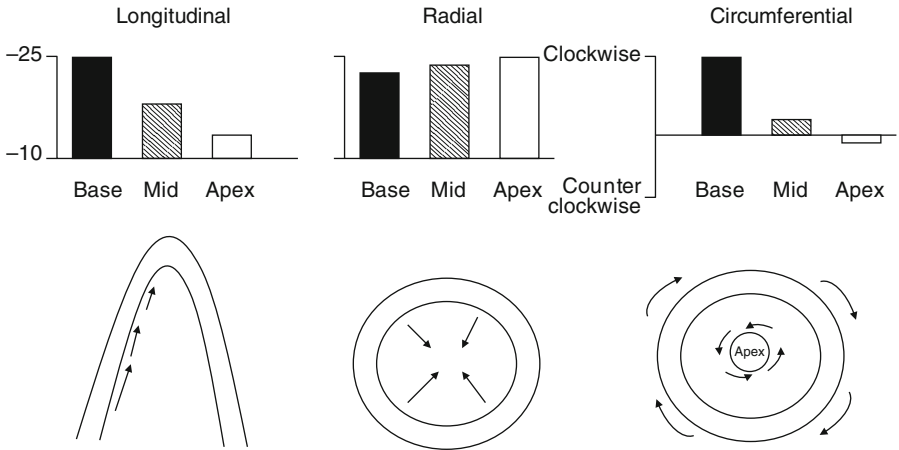 Longitudinal
Radial
Circumferential
–25
–10
Base Mid Apex
Base Mid Apex
Clockwise
Counter
clockwise
Base Mid Apex
Apex